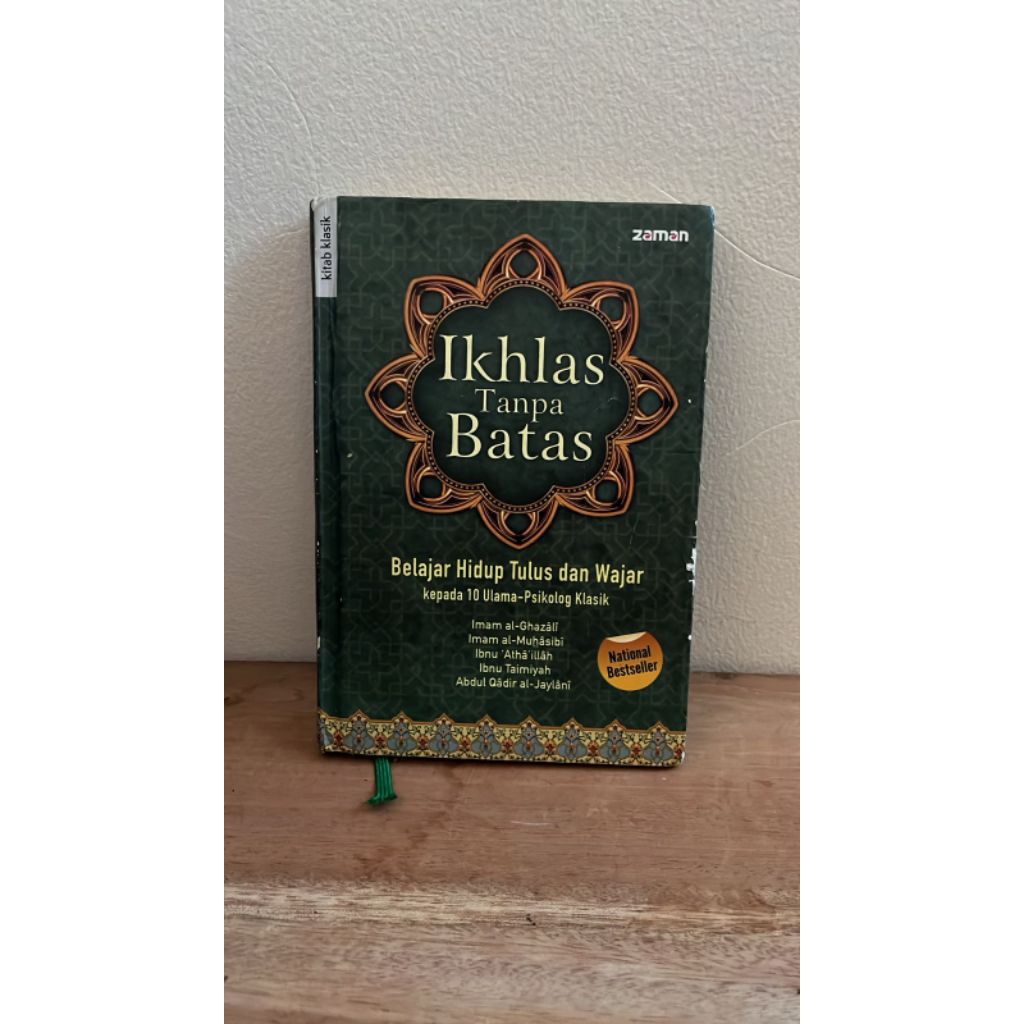 kitab klasik
zaman
Ikhlas
Tanpa
Batas
Belajar Hidup Tulus dan Wajar
kepada 10 Ulama-Psikolog Klasik
Imam al-Ghazâlî
Imam al-Muhâsibî
Ibnu 'Athâ'illâh
Ibnu Taimiyah
Abdul Qâdir al-Jaylânî
National
Bestseller